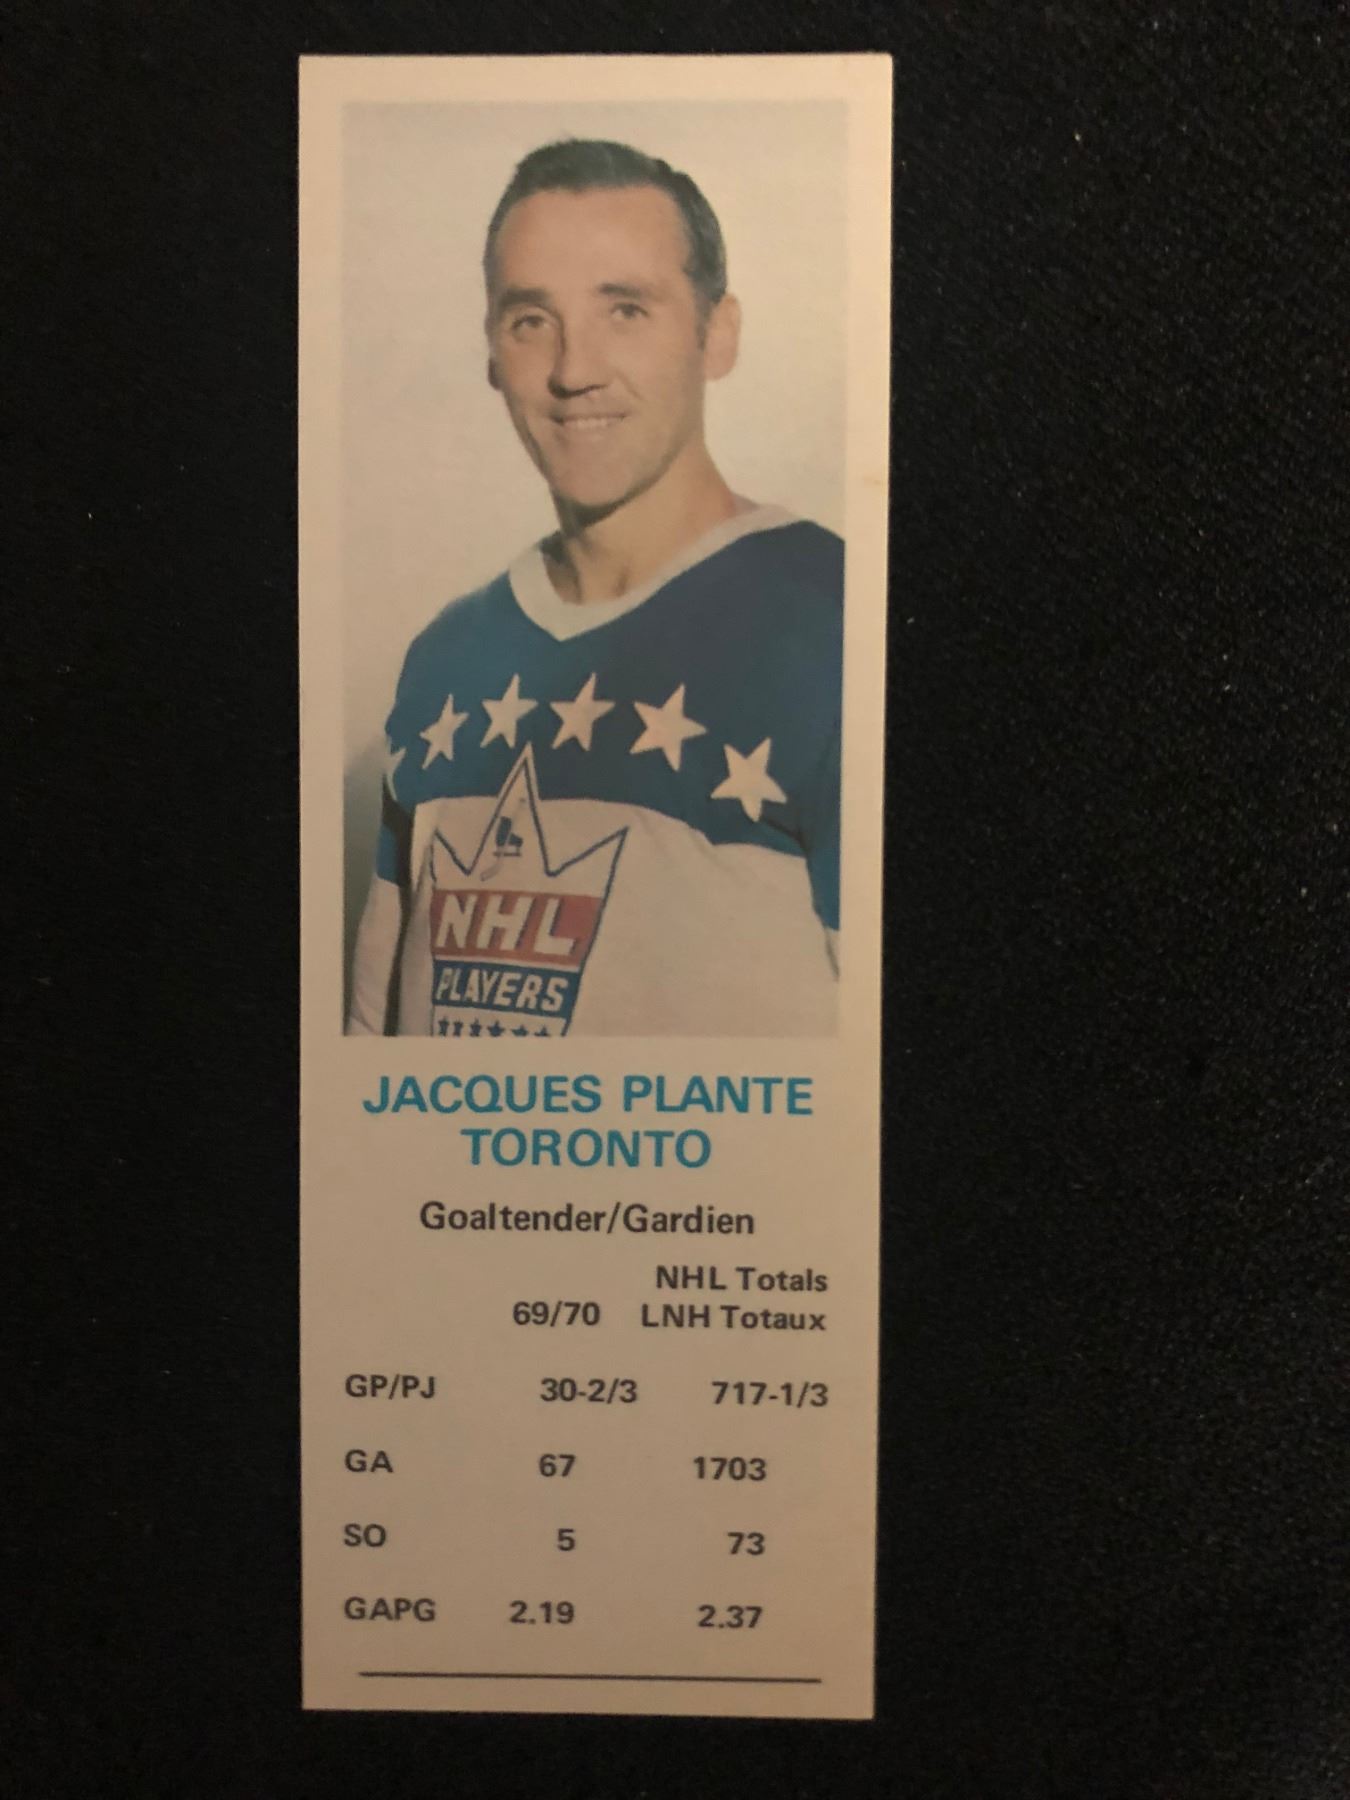 NHL
PLAYERS
JACQUES PLANTE
TORONTO
Goaltender/Gardien
NHL Totals
69/70 LNH Totaux
GP/PJ 30-2/3 717-1/3
GA 67 1703
SO 5 73
GAPG 2.19 2.37